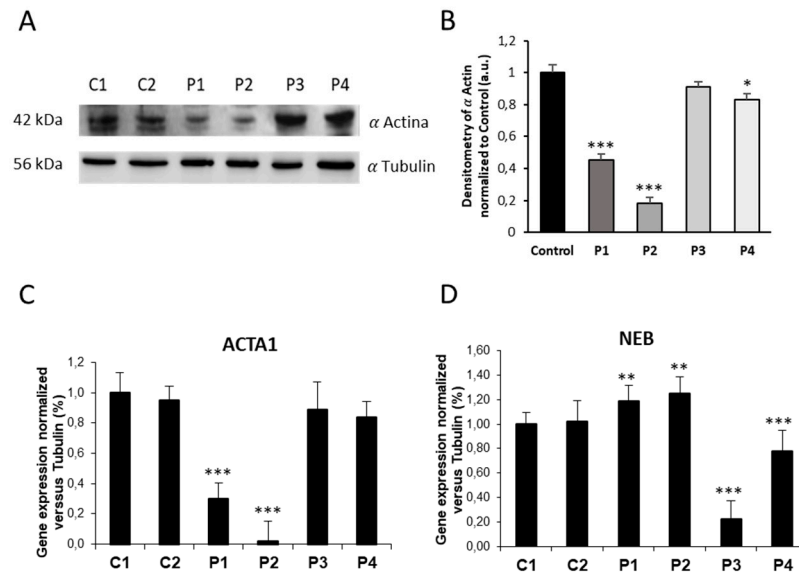 A
C1 C2 P1 P2 P3 P4
42 kDa
α Actina
56 kDa
α Tubulin
B
Densitometry of α Actin
normalized to Control (a.u.)
1,2
1
0,8
0,6
0,4
0,2
0
***
***
*
Control P1 P2 P3 P4
C
ACTA1
Gene expression normalized
verssus Tubulin (%)
1,2
1,0
0,8
0,6
0,4
0,2
0,0
***
***
C1 C2 P1 P2 P3 P4
D
NEB
Gene expression normalized
versus Tubulin (%)
1,60
1,40
1,20
1,00
0,80
0,60
0,40
0,20
0,00
**
**
***
***
C1 C2 P1 P2 P3 P4